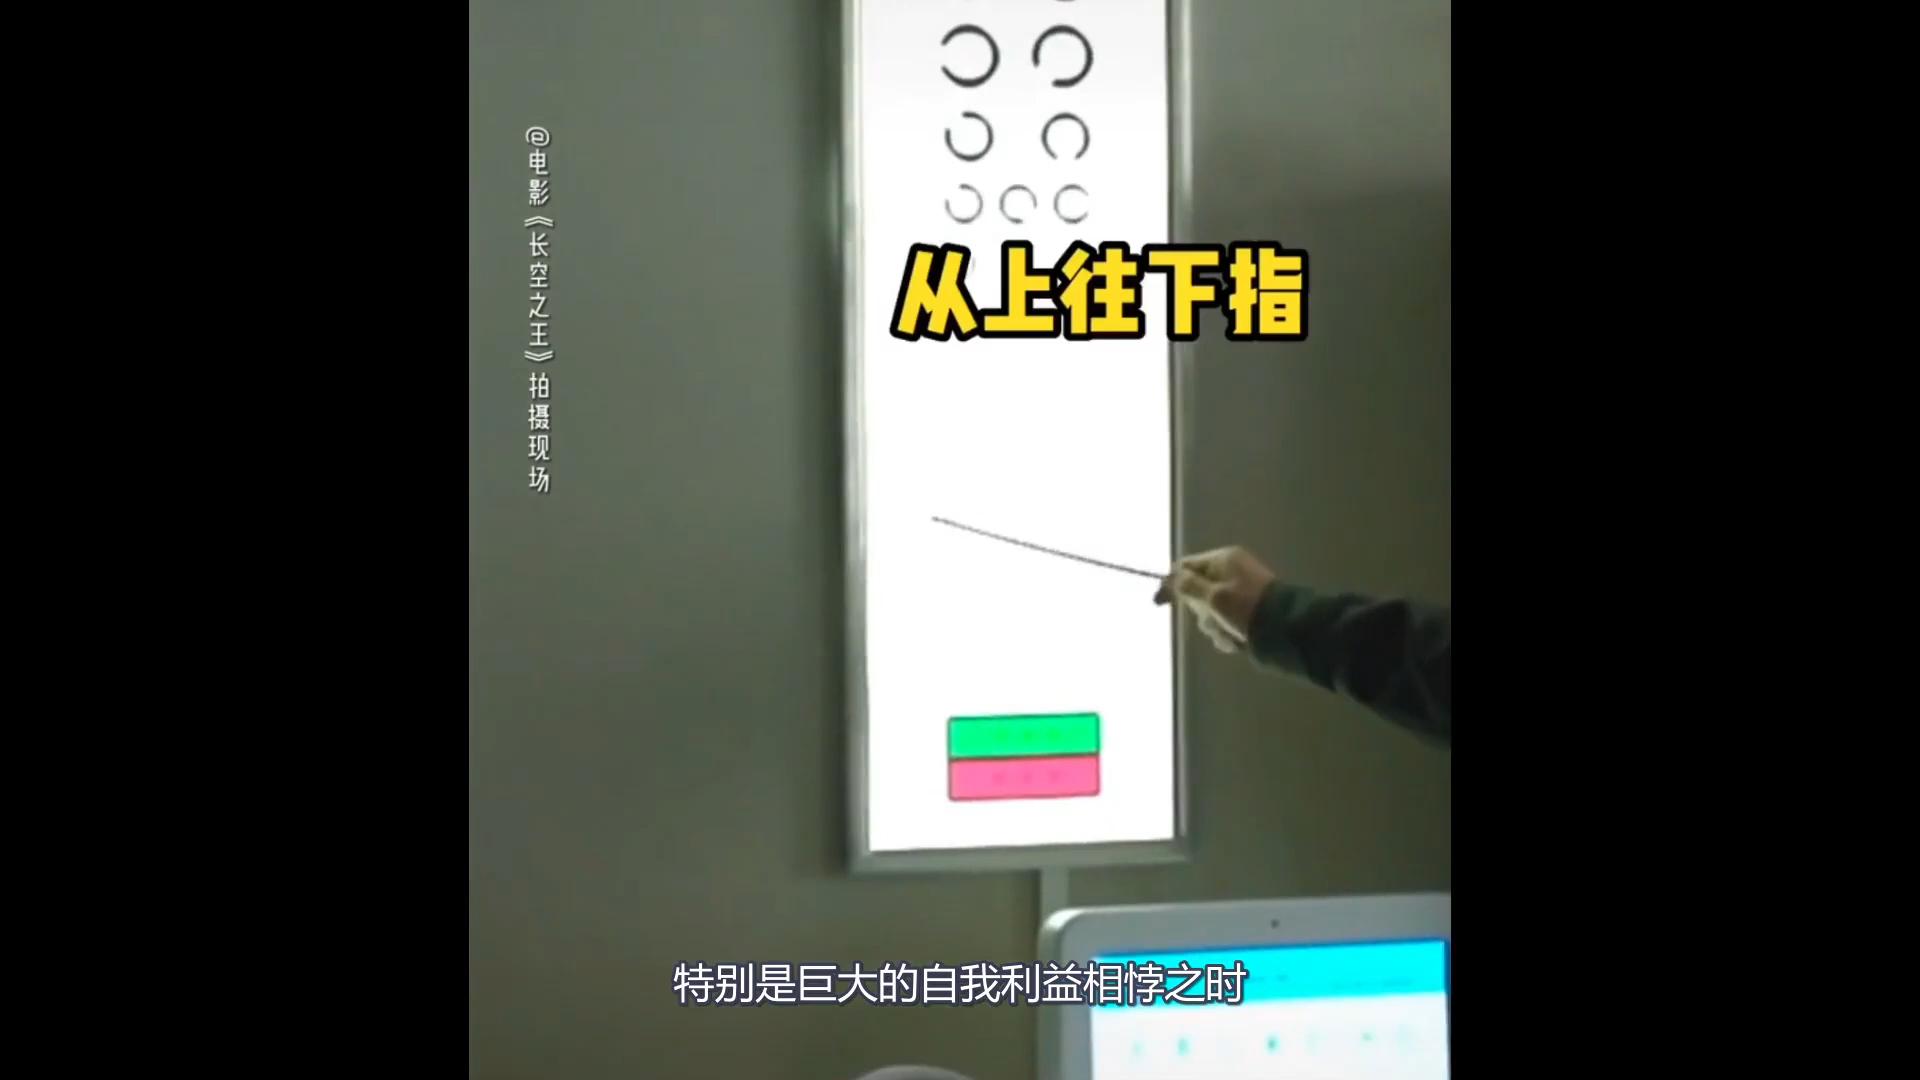 @电影《长空之王》拍摄现场
从上往下指
特别是巨大的自我利益相悖之时